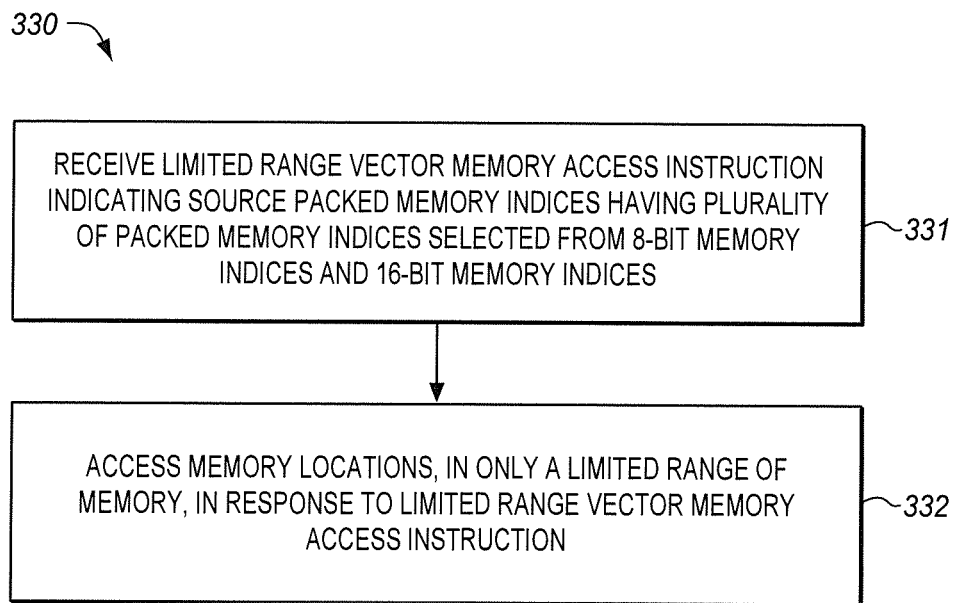 330
RECEIVE LIMITED RANGE VECTOR MEMORY ACCESS INSTRUCTION
INDICATING SOURCE PACKED MEMORY INDICES HAVING PLURALITY
OF PACKED MEMORY INDICES SELECTED FROM 8-BIT MEMORY
INDICES AND 16-BIT MEMORY INDICES
331
ACCESS MEMORY LOCATIONS, IN ONLY A LIMITED RANGE OF
MEMORY, IN RESPONSE TO LIMITED RANGE VECTOR MEMORY
ACCESS INSTRUCTION
332